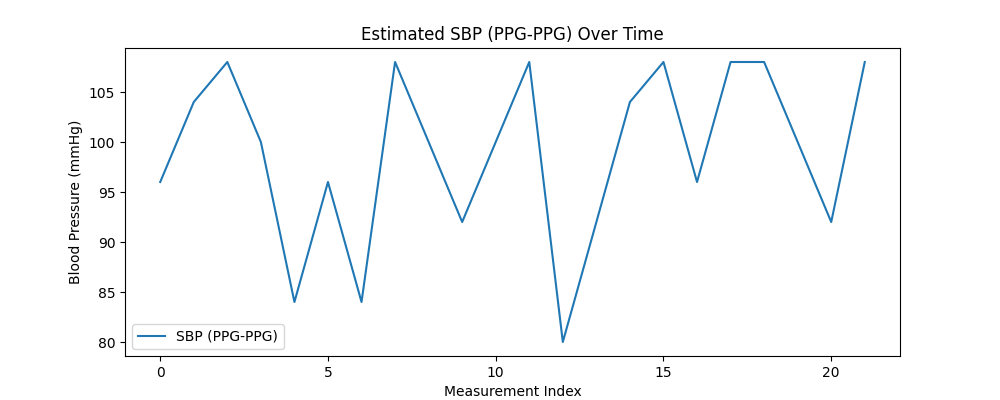 Estimated SBP (PPG-PPG) Over Time
Blood Pressure (mmHg)
105
100
95
90
85
80
SBP (PPG-PPG)
0 5 10 15 20
Measurement Index